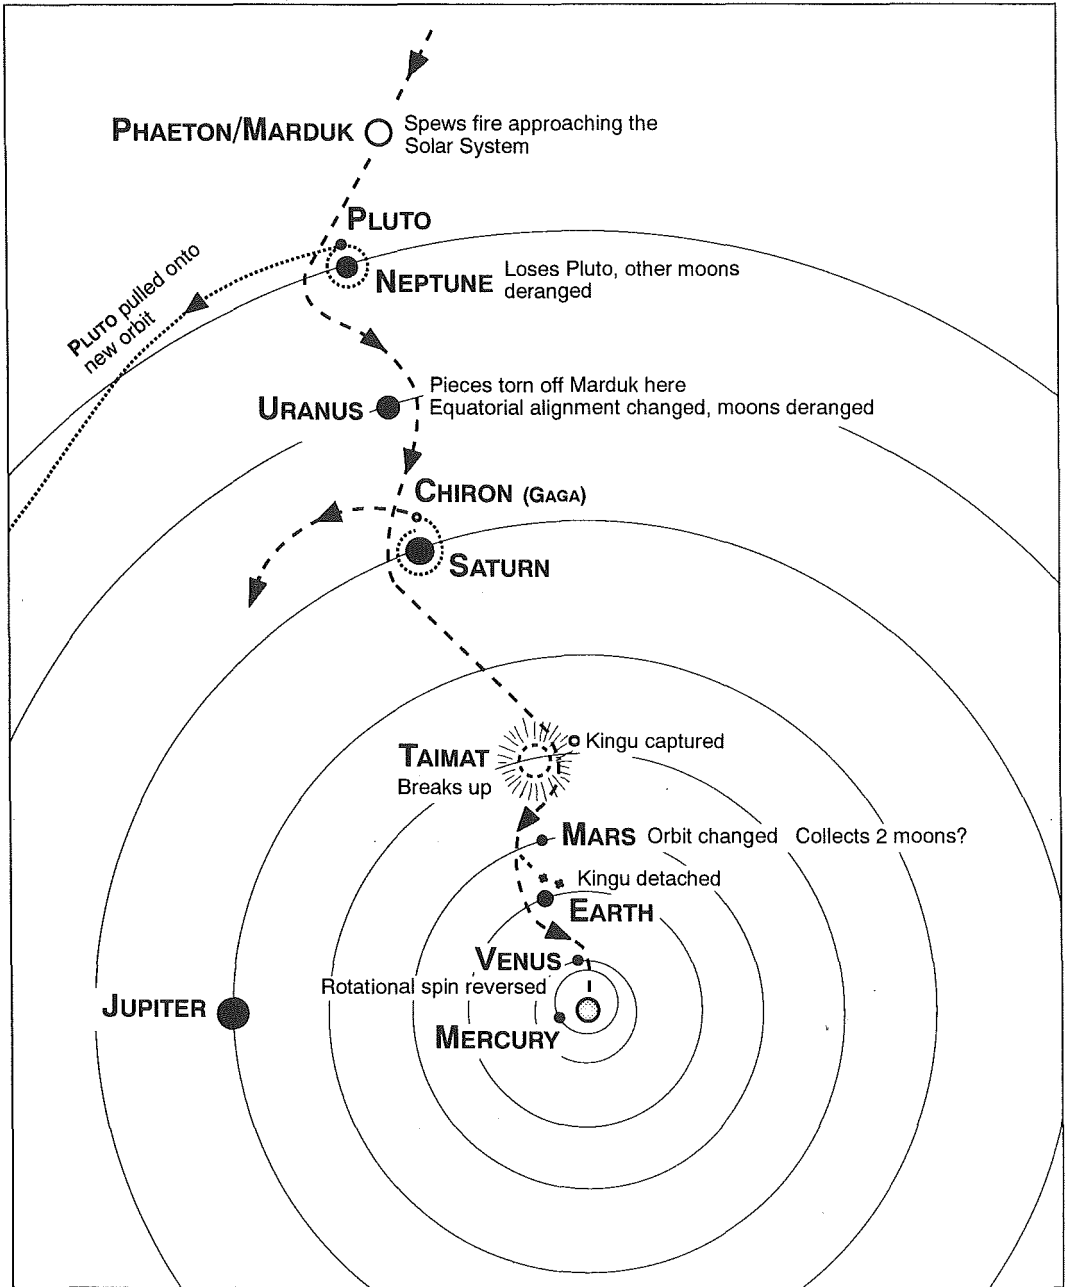 PHAETON/MARDUK
Spews fire approaching the
Solar System
PLUTO
NEPTUNE
Loses Pluto, other moons
deranged
PLUTO pulled onto
new orbit
Pieces torn off Marduk here
URANUS
Equatorial alignment changed, moons deranged
CHIRON (GAGA)
SATURN
Kingu captured
TAIMAT
Breaks up
MARS Orbit changed Collects 2 moons?
Kingu detached
EARTH
VENUS
Rotational spin reversed
JUPITER
MERCURY